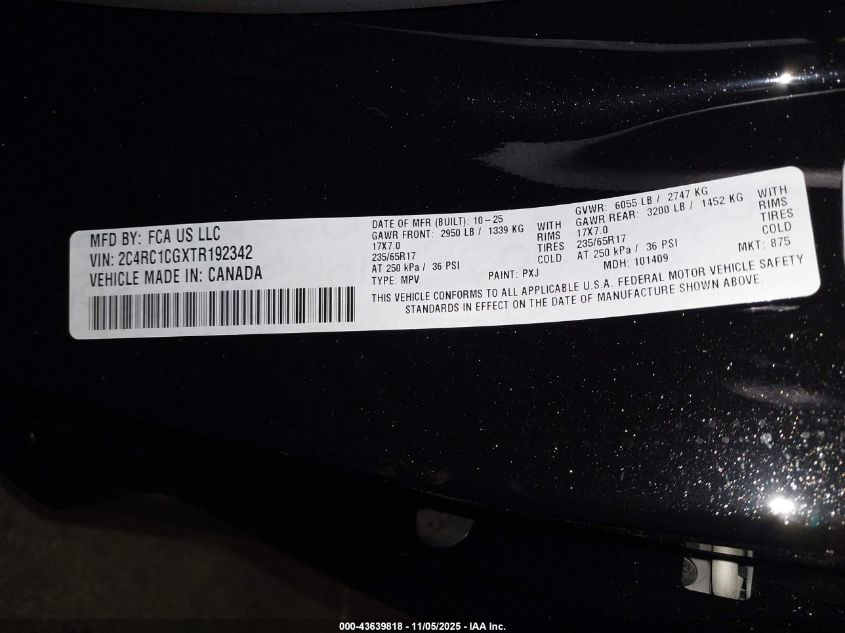 MFD BY: FCA US LLC
VIN: 2C4RC1CGXTR192342
VEHICLE MADE IN: CANADA
DATE OF MFR (BUILT): 10-25
GAWR FRONT: 2950 LB / 1339 KG WITH
17X7.0 RIMS
235/65R17 TIRES
AT 250 kPa / 36 PSI COLD
TYPE: MPV
PAINT: PXJ
GVWR: 6055 LB / 2747 KG
GAWR REAR: 3200 LB / 1452 KG WITH
17X7.0 RIMS
235/65R17 TIRES
AT 250 kPa / 36 PSI COLD
MDH: 101409 MKT: 875
THIS VEHICLE CONFORMS TO ALL APPLICABLE U.S.A. FEDERAL MOTOR VEHICLE SAFETY
STANDARDS IN EFFECT ON THE DATE OF MANUFACTURE SHOWN ABOVE.
000-43639818 - 11/05/2025 - IAA Inc.